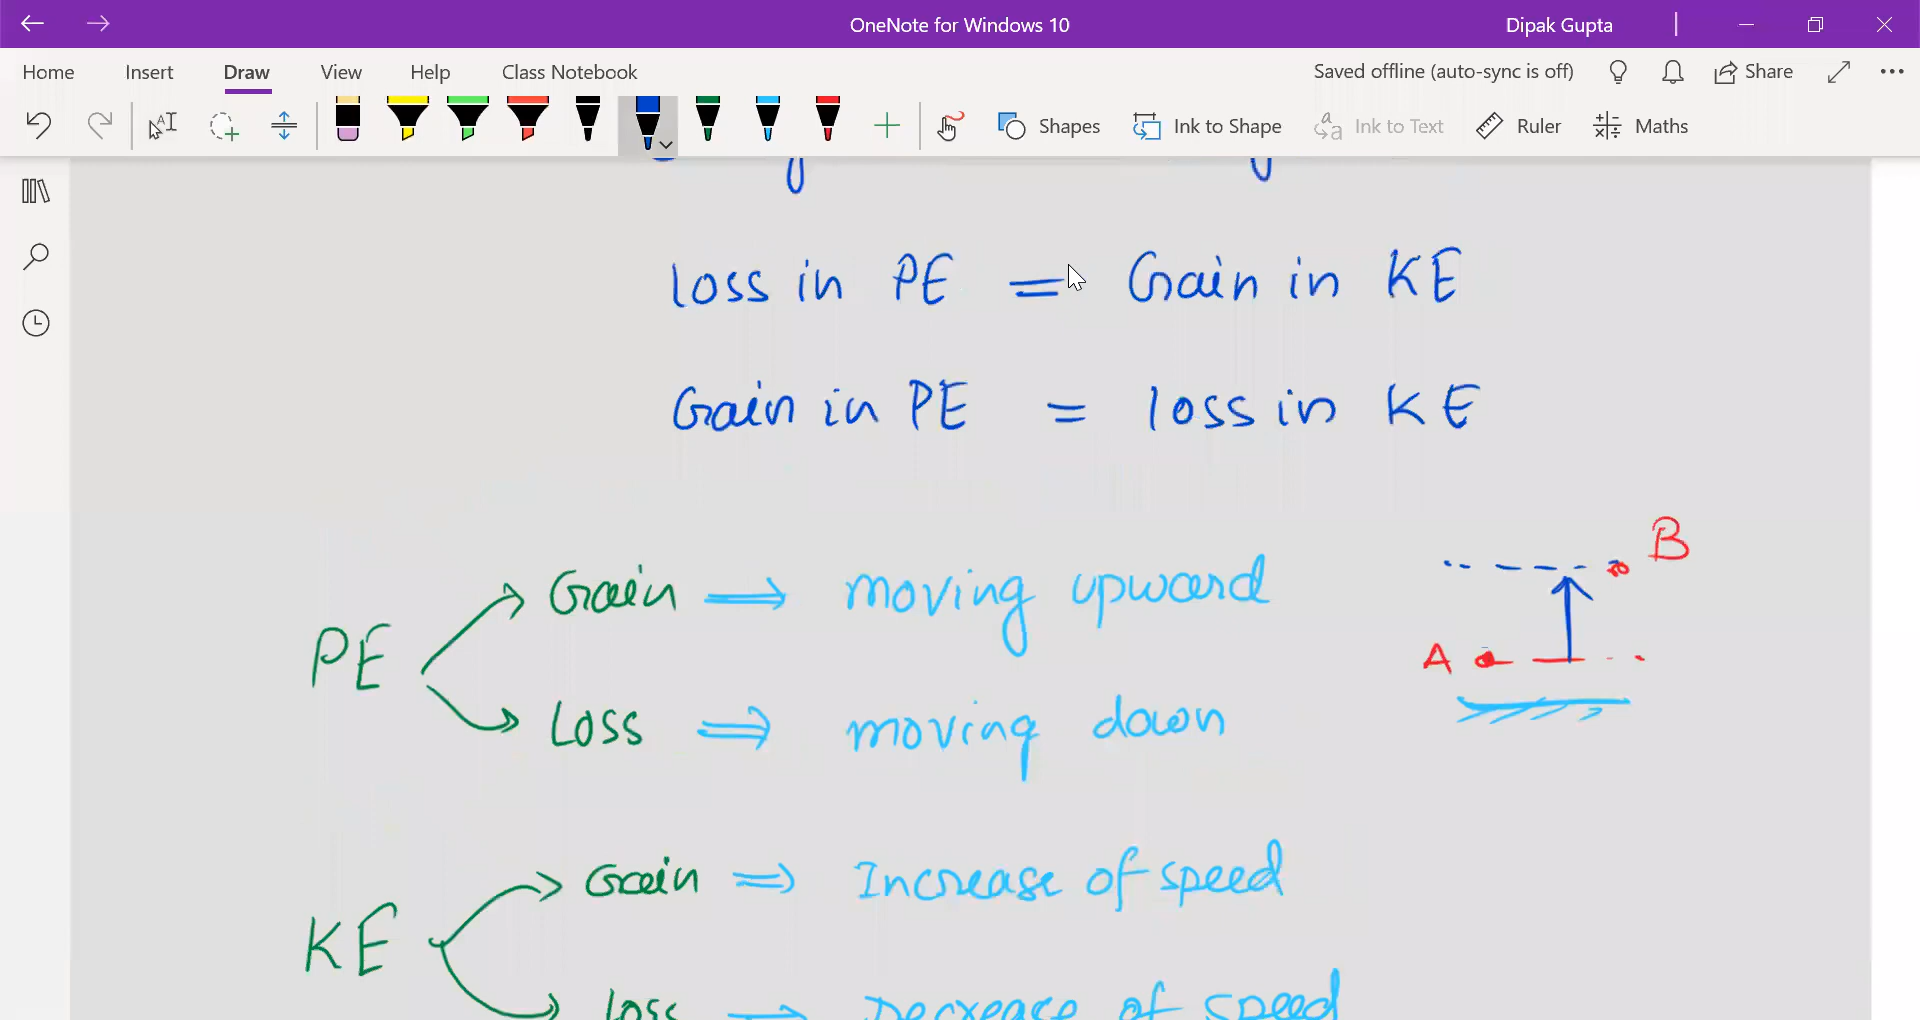 OneNote for Windows 10
Dipak Gupta
Home Insert Draw View Help Class Notebook
Saved offline (auto-sync is off) Share
Shapes Ink to Shape Ink to Text Ruler Maths
loss in PE = Gain in KE
Gain in PE = loss in KE
B
Gain ⇒ moving upward
PE
A
Loss ⇒ moving down
Gain ⇒ Increase of speed
KE
loss ⇒ Decrease of speed